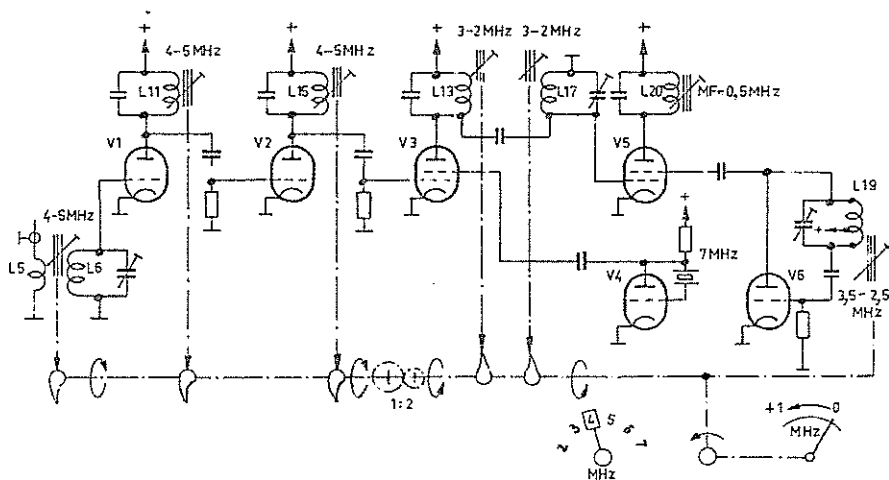 +
+
+
+
4-5MHz
4-5MHz
3-2MHz
3-2MHz
L11
L15
L13
L17
L20
MF=0,5MHz
V1
V2
V3
V5
L19
4-5MHz
+
+
L5
L6
7MHz
V4
V6
3,5-2,5
MHz
1:2
2 3 4 5 6 7
MHz
+1 0
MHz